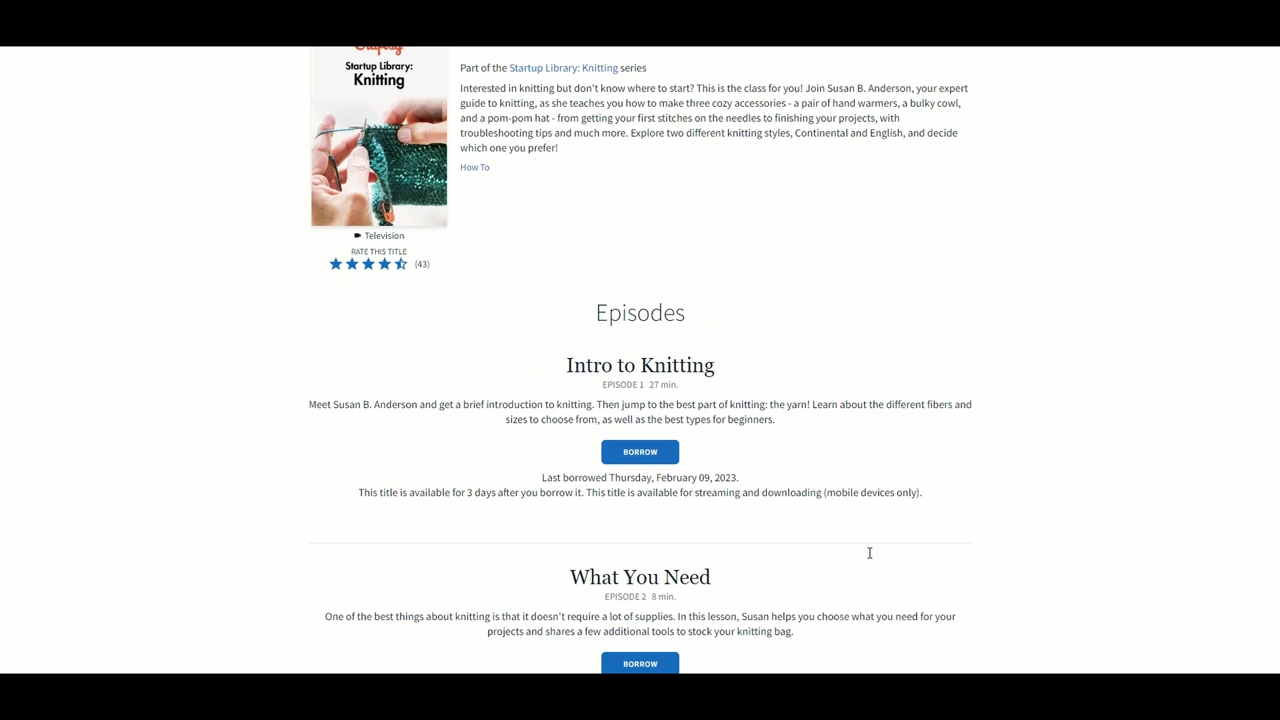 Craftsy
Startup Library:
Knitting
Part of the Startup Library: Knitting series
Interested in knitting but don't know where to start? This is the class for you! Join Susan B. Anderson, your expert
guide to knitting, as she teaches you how to make three cozy accessories - a pair of hand warmers, a bulky cowl,
and a pom-pom hat - from getting your first stitches on the needles to finishing your projects, with
troubleshooting tips and much more. Explore two different knitting styles, Continental and English, and decide
which one you prefer!
How To
Television
RATE THIS TITLE
(43)
Episodes
Intro to Knitting
EPISODE 1 27 min.
Meet Susan B. Anderson and get a brief introduction to knitting. Then jump to the best part of knitting: the yarn! Learn about the different fibers and
sizes to choose from, as well as the best types for beginners.
BORROW
Last borrowed Thursday, February 09, 2023.
This title is available for 3 days after you borrow it. This title is available for streaming and downloading (mobile devices only).
What You Need
EPISODE 2 8 min.
One of the best things about knitting is that it doesn't require a lot of supplies. In this lesson, Susan helps you choose what you need for your
projects and shares a few additional tools to stock your knitting bag.
BORROW